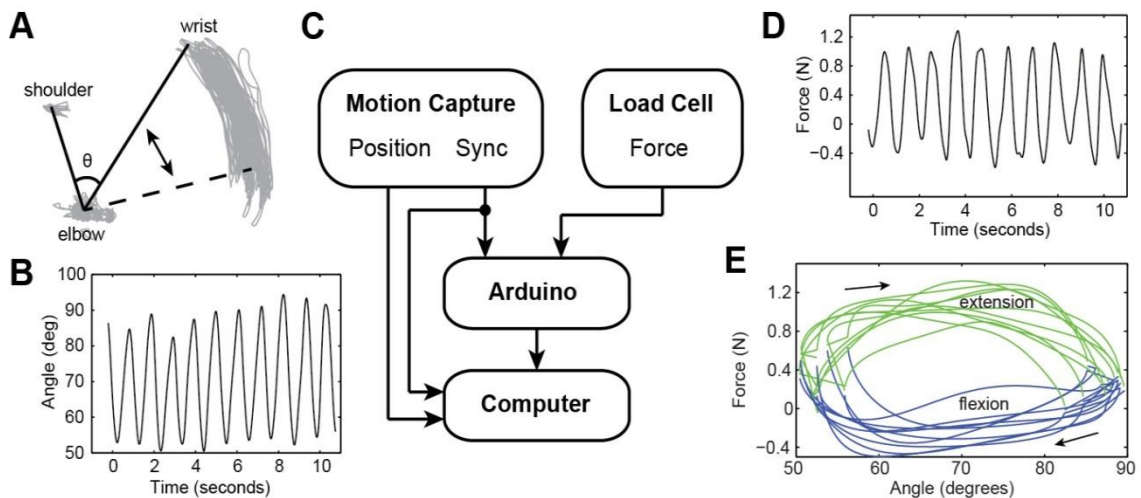 A
wrist
shoulder
θ
elbow
B
100
90
80
70
60
50
Angle (deg)
0 2 4 6 8 10
Time (seconds)
C
Motion Capture
Position Sync
Load Cell
Force
Arduino
Computer
D
1.2
0.8
0.4
0
−0.4
Force (N)
0 2 4 6 8 10
Time (seconds)
E
1.2
0.8
0.4
0
−0.4
Force (N)
extension
flexion
50 60 70 80 90
Angle (degrees)